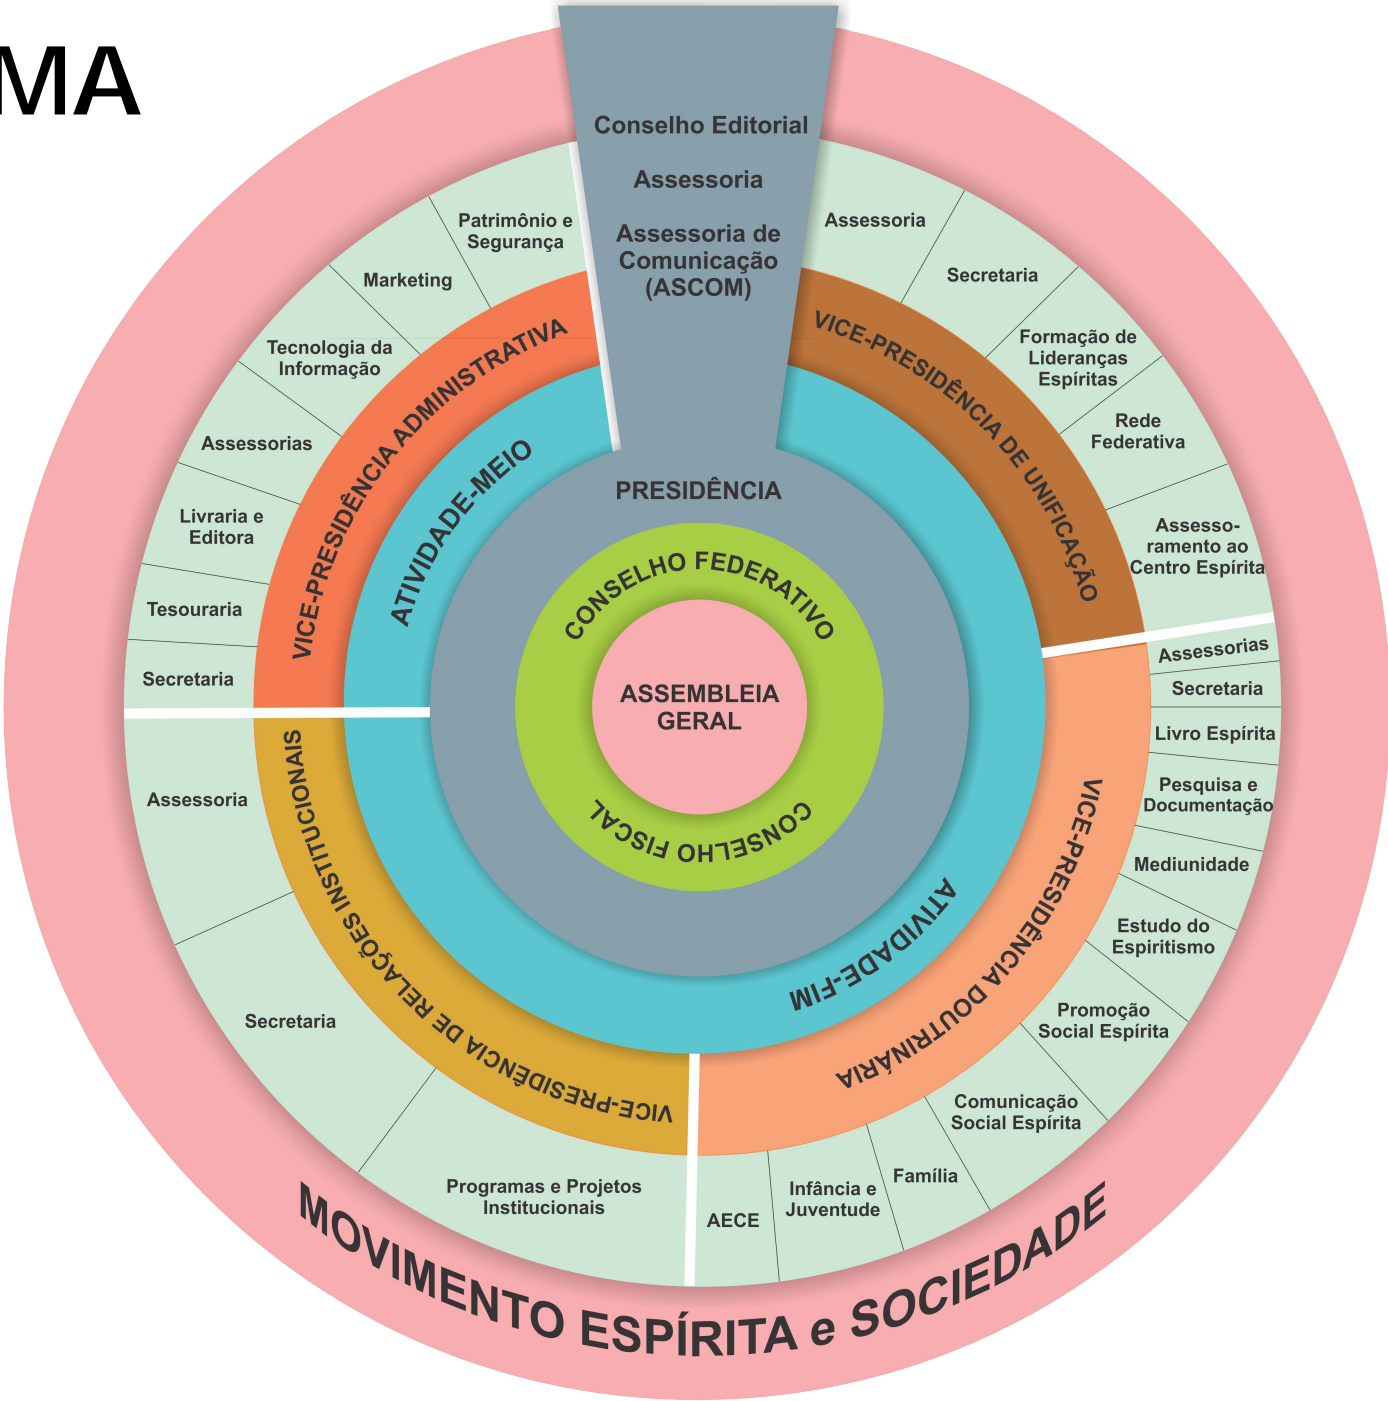 MA
Conselho Editorial
Assessoria
Assessoria de
Comunicação
(ASCOM)
PRESIDÊNCIA
CONSELHO FEDERATIVO
ASSEMBLEIA
GERAL
CONSELHO FISCAL
ATIVIDADE-MEIO
ATIVIDADE-FIM
VICE-PRESIDÊNCIA ADMINISTRATIVA
Patrimônio e
Segurança
Marketing
Tecnologia da
Informação
Assessorias
Livraria e
Editora
Tesouraria
Secretaria
VICE-PRESIDÊNCIA DE UNIFICAÇÃO
Assessoria
Secretaria
Formação de
Lideranças
Espíritas
Rede
Federativa
Assesso-
ramento ao
Centro Espírita
VICE-PRESIDÊNCIA DOUTRINÁRIA
Assessorias
Secretaria
Livro Espírita
Pesquisa e
Documentação
Mediunidade
Estudo do
Espiritismo
Promoção
Social Espírita
Comunicação
Social Espírita
Família
Infância e
Juventude
AECE
VICE-PRESIDÊNCIA DE RELAÇÕES INSTITUCIONAIS
Assessoria
Secretaria
Programas e Projetos
Institucionais
MOVIMENTO ESPÍRITA e SOCIEDADE